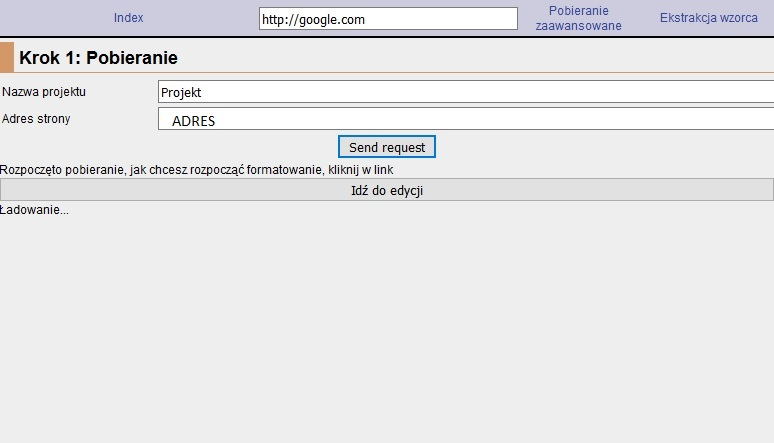 Index
http://google.com
Pobieranie
zaawansowane
Ekstrakcja wzorca
Krok 1: Pobieranie
Nazwa projektu
Projekt
Adres strony
ADRES
Send request
Rozpoczęto pobieranie, jak chcesz rozpocząć formatowanie, kliknij w link
Idź do edycji
Ładowanie...